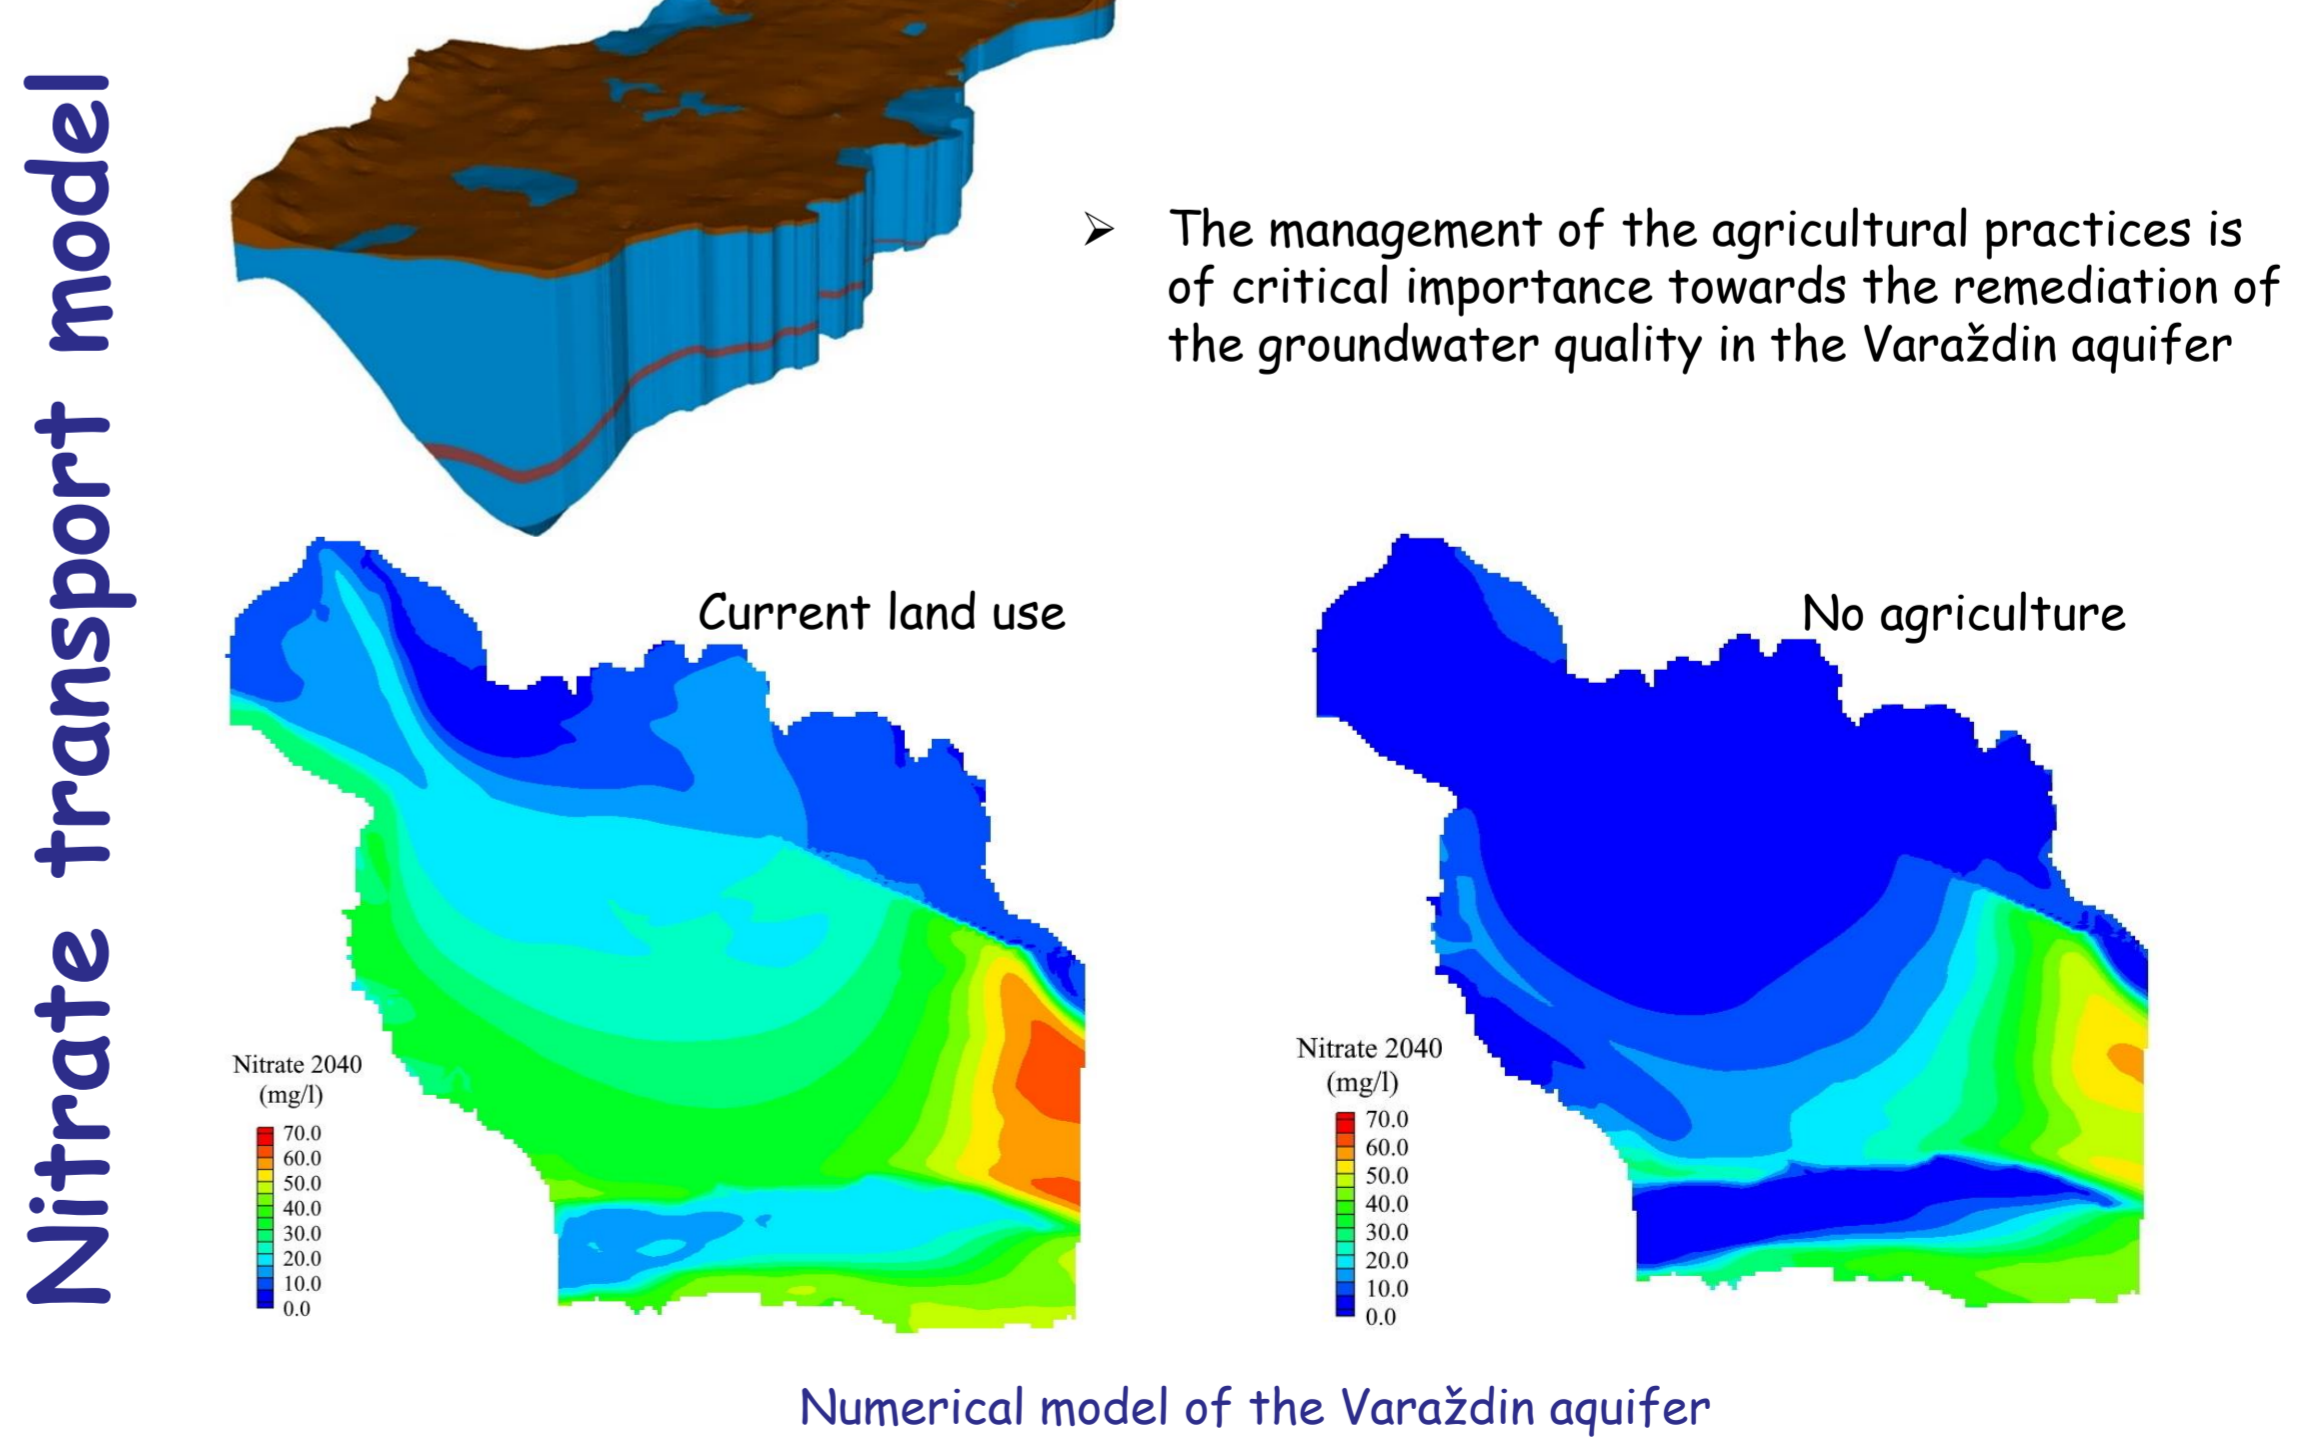 Nitrate transport model
➢ The management of the agricultural practices is
of critical importance towards the remediation of
the groundwater quality in the Varaždin aquifer
Current land use
No agriculture
Nitrate 2040
(mg/l)
70.0
60.0
50.0
40.0
30.0
20.0
10.0
0.0
Nitrate 2040
(mg/l)
70.0
60.0
50.0
40.0
30.0
20.0
10.0
0.0
Numerical model of the Varaždin aquifer